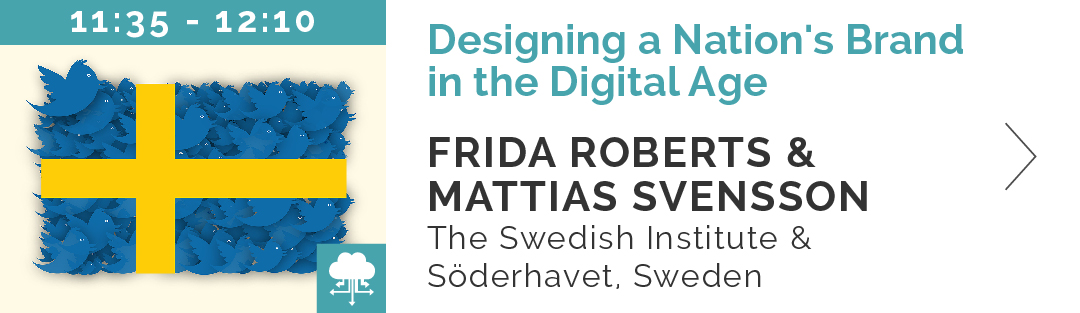 11:35 - 12:10
Designing a Nation's Brand
in the Digital Age
FRIDA ROBERTS &
MATTIAS SVENSSON
The Swedish Institute &
Söderhavet, Sweden